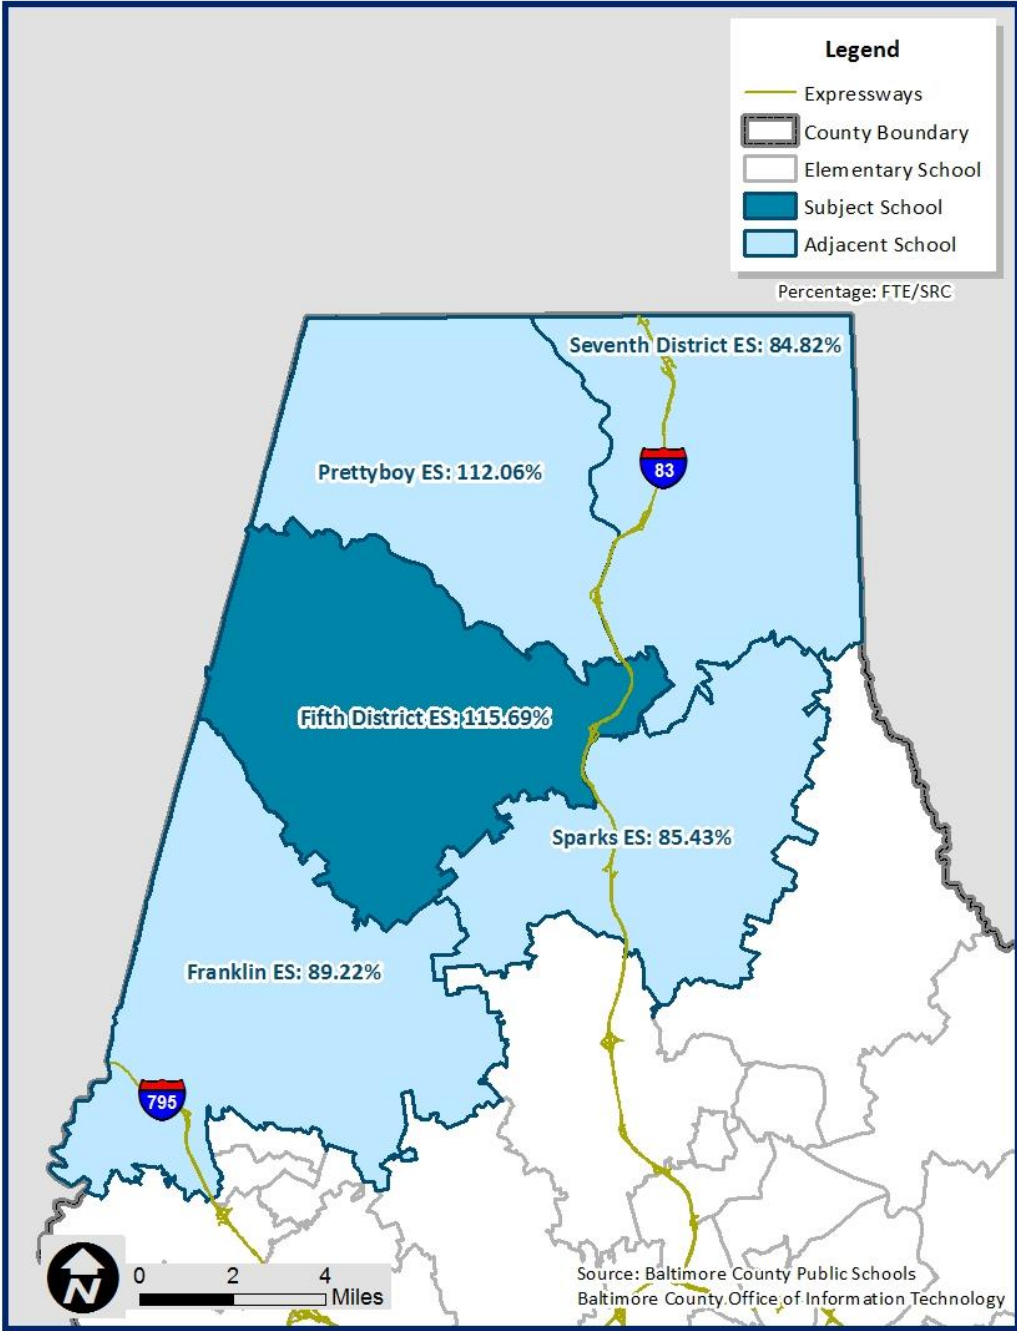 Legend
Expressways
County Boundary
Elementary School
Subject School
Adjacent School
Percentage: FTE/SRC
Seventh District ES: 84.82%
Prettyboy ES: 112.06%
83
Fifth District ES: 115.69%
Sparks ES: 85.43%
Franklin ES: 89.22%
795
N
0 2 4
Miles
Source: Baltimore County Public Schools
Baltimore County Office of Information Technology